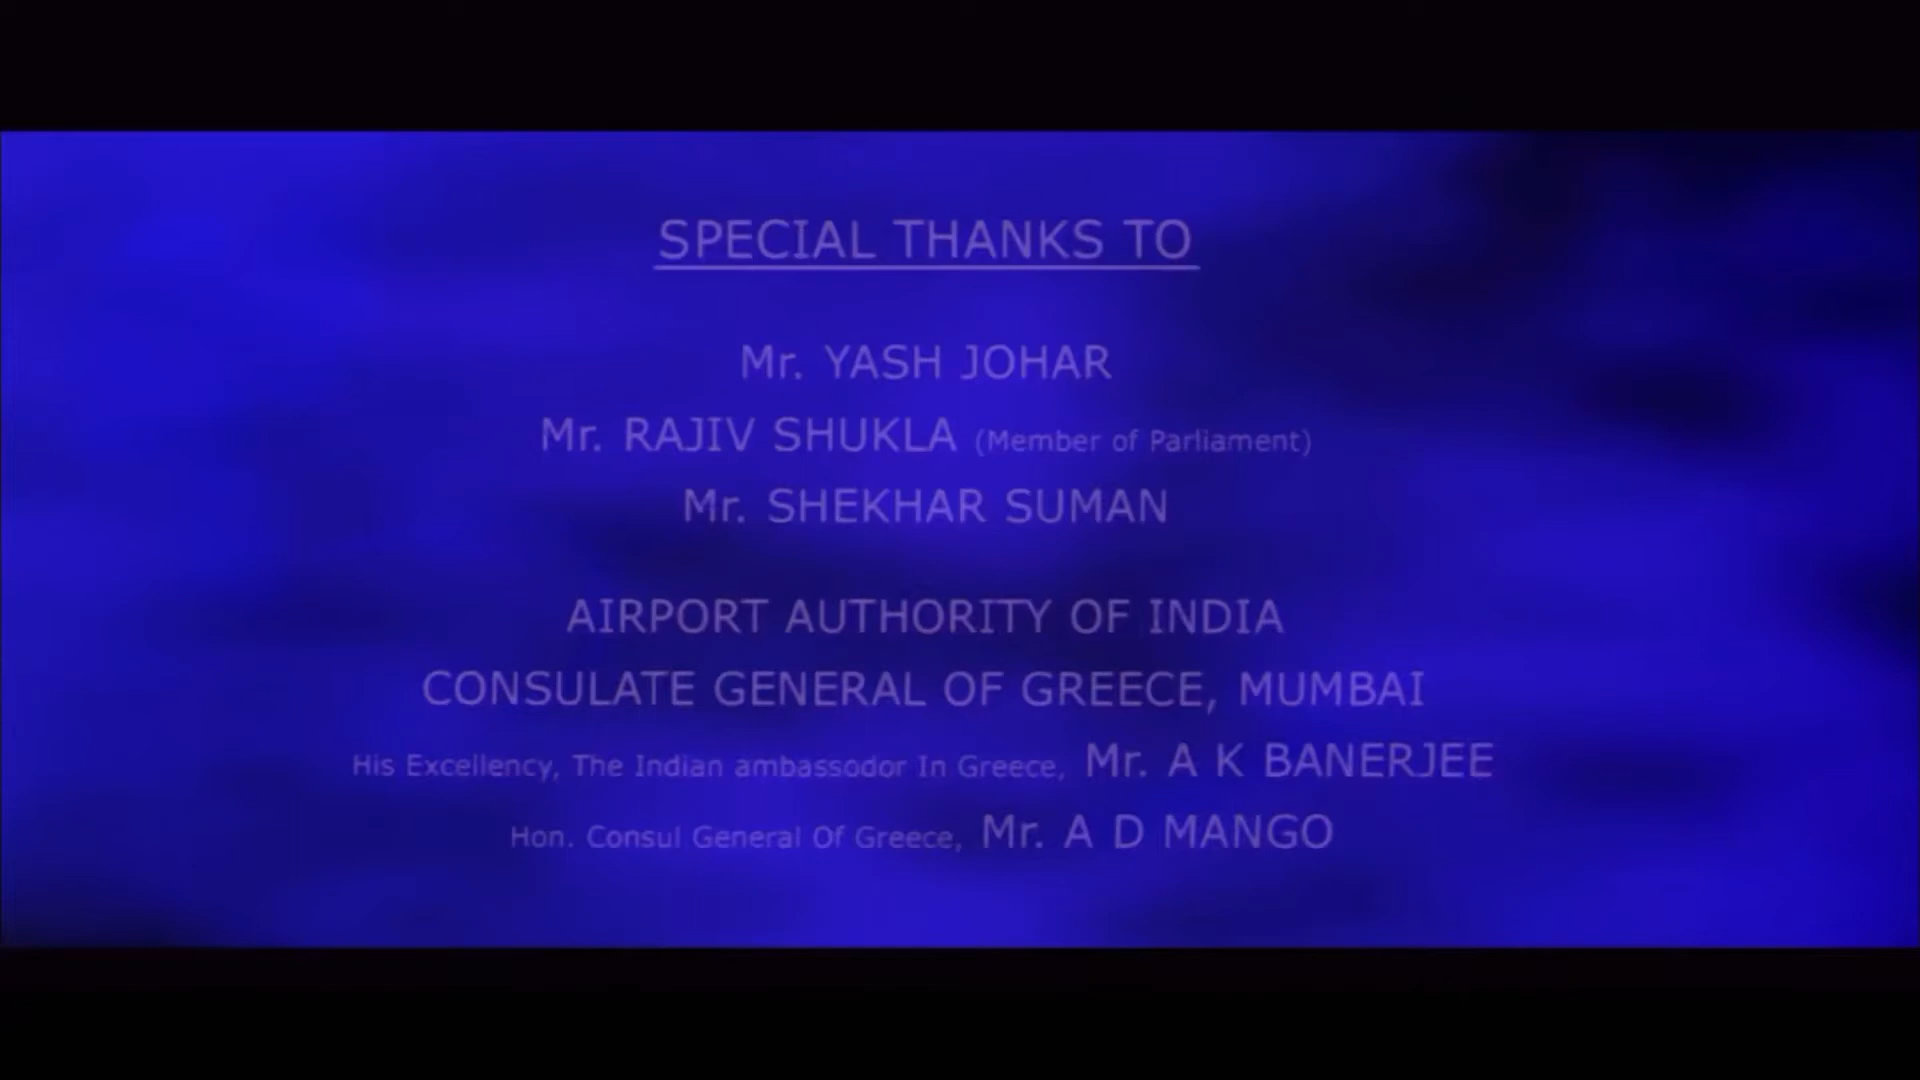 SPECIAL THANKS TO
Mr. YASH JOHAR
Mr. RAJIV SHUKLA (Member of Parliament)
Mr. SHEKHAR SUMAN
AIRPORT AUTHORITY OF INDIA
CONSULATE GENERAL OF GREECE, MUMBAI
His Excellency, The Indian ambassodor In Greece, Mr. A K BANERJEE
Hon. Consul General Of Greece, Mr. A D MANGO